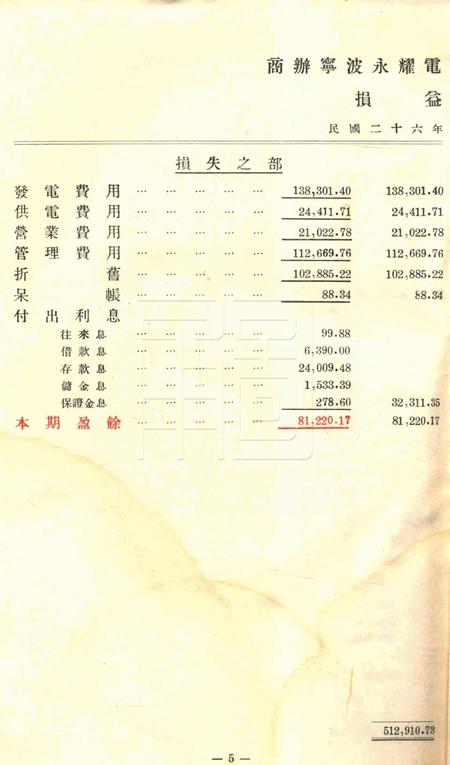 商辦寧波永耀電
損益
民國二十六年
損失之部
發電費用 … … … … … 138,301.40 138,301.40
供電費用 … … … … … 24,411.71 24,411.71
營業費用 … … … … … 21,022.78 21,022.78
管理費用 … … … … … 112,669.76 112,669.76
折舊 … … … … … 102,885.22 102,885.22
呆帳 … … … … … 88.34 88.34
付出利息
往來息 … … … … … 99.88
借款息 … … … … … 6,390.00
存款息 … … … … … 24,009.48
儲金息 … … … … … 1,533.39
保證金息 … … … … … 278.60 32,311.35
本期盈餘 … … … … … 81,220.17 81,220.17
512,910.73
— 5 —